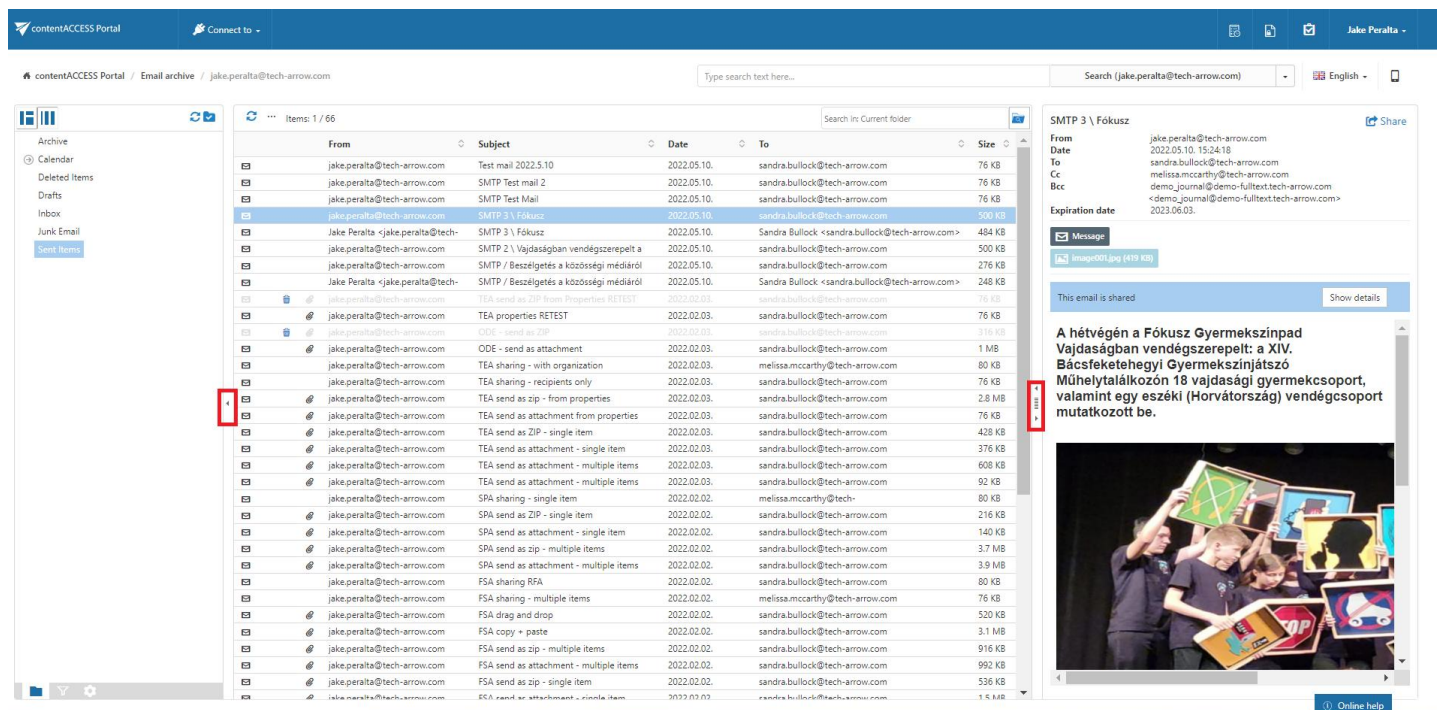 contentACCESS Portal
Connect to
Jake Peralta
contentACCESS Portal / Email archive / jake.peralta@tech-arrow.com
Type search text here...
Search (jake.peralta@tech-arrow.com)
English
Archive
Calendar
Deleted Items
Drafts
Inbox
Junk Email
Sent Items
Items: 1 / 66
Search in: Current folder
From Subject Date To Size
jake.peralta@tech-arrow.com Test mail 2022.5.10 2022.05.10. sandra.bullock@tech-arrow.com 76 KB
jake.peralta@tech-arrow.com SMTP Test mail 2 2022.05.10. sandra.bullock@tech-arrow.com 76 KB
jake.peralta@tech-arrow.com SMTP Test Mail 2022.05.10. sandra.bullock@tech-arrow.com 76 KB
jake.peralta@tech-arrow.com SMTP 3 \ Fókusz 2022.05.10. sandra.bullock@tech-arrow.com 500 KB
Jake Peralta <jake.peralta@tech- SMTP 3 \ Fókusz 2022.05.10. Sandra Bullock <sandra.bullock@tech-arrow.com> 484 KB
jake.peralta@tech-arrow.com SMTP 2 \ Vajdaságban vendégszerepelt a 2022.05.10. sandra.bullock@tech-arrow.com 500 KB
jake.peralta@tech-arrow.com SMTP / Beszélgetés a közösségi médiáról 2022.05.10. sandra.bullock@tech-arrow.com 276 KB
Jake Peralta <jake.peralta@tech- SMTP / Beszélgetés a közösségi médiáról 2022.05.10. Sandra Bullock <sandra.bullock@tech-arrow.com> 248 KB
jake.peralta@tech-arrow.com TEA send as ZIP from Properties RETEST 2022.02.03. sandra.bullock@tech-arrow.com 76 KB
jake.peralta@tech-arrow.com TEA properties RETEST 2022.02.03. sandra.bullock@tech-arrow.com 76 KB
jake.peralta@tech-arrow.com ODE - send as ZIP 2022.02.03. sandra.bullock@tech-arrow.com 316 KB
jake.peralta@tech-arrow.com ODE - send as attachment 2022.02.03. sandra.bullock@tech-arrow.com 1 MB
jake.peralta@tech-arrow.com TEA sharing - with organization 2022.02.03. melissa.mccarthy@tech-arrow.com 80 KB
jake.peralta@tech-arrow.com TEA sharing - recipients only 2022.02.03. sandra.bullock@tech-arrow.com 76 KB
jake.peralta@tech-arrow.com TEA send as zip - from properties 2022.02.03. sandra.bullock@tech-arrow.com 2.8 MB
jake.peralta@tech-arrow.com TEA send as attachment from properties 2022.02.03. sandra.bullock@tech-arrow.com 76 KB
jake.peralta@tech-arrow.com TEA send as ZIP - single item 2022.02.03. sandra.bullock@tech-arrow.com 428 KB
jake.peralta@tech-arrow.com TEA send as attachment - single item 2022.02.03. sandra.bullock@tech-arrow.com 376 KB
jake.peralta@tech-arrow.com TEA send as attachment - multiple items 2022.02.03. sandra.bullock@tech-arrow.com 608 KB
jake.peralta@tech-arrow.com TEA send as attachment - multiple items 2022.02.03. sandra.bullock@tech-arrow.com 92 KB
jake.peralta@tech-arrow.com SPA sharing - single item 2022.02.02. melissa.mccarthy@tech- 80 KB
jake.peralta@tech-arrow.com SPA send as ZIP - single item 2022.02.02. sandra.bullock@tech-arrow.com 216 KB
jake.peralta@tech-arrow.com SPA send as attachment - single item 2022.02.02. sandra.bullock@tech-arrow.com 140 KB
jake.peralta@tech-arrow.com SPA send as zip - multiple items 2022.02.02. sandra.bullock@tech-arrow.com 3.7 MB
jake.peralta@tech-arrow.com SPA send as attachment - multiple items 2022.02.02. sandra.bullock@tech-arrow.com 3.9 MB
jake.peralta@tech-arrow.com FSA sharing RFA 2022.02.02. sandra.bullock@tech-arrow.com 80 KB
jake.peralta@tech-arrow.com FSA sharing - multiple items 2022.02.02. melissa.mccarthy@tech-arrow.com 76 KB
jake.peralta@tech-arrow.com FSA drag and drop 2022.02.02. sandra.bullock@tech-arrow.com 520 KB
jake.peralta@tech-arrow.com FSA copy + paste 2022.02.02. sandra.bullock@tech-arrow.com 3.1 MB
jake.peralta@tech-arrow.com FSA send as zip - multiple items 2022.02.02. sandra.bullock@tech-arrow.com 916 KB
jake.peralta@tech-arrow.com FSA send as attachment - multiple items 2022.02.02. sandra.bullock@tech-arrow.com 992 KB
jake.peralta@tech-arrow.com FSA send as zip - single item 2022.02.02. sandra.bullock@tech-arrow.com 536 KB
jake.peralta@tech-arrow.com FSA send as attachment - single item 2022.02.02. sandra.bullock@tech-arrow.com 1.5 MB
SMTP 3 \ Fókusz
Share
From jake.peralta@tech-arrow.com
Date 2022.05.10. 15:24:18
To sandra.bullock@tech-arrow.com
Cc melissa.mccarthy@tech-arrow.com
Bcc demo_journal@demo-fulltext.tech-arrow.com
<demo_journal@demo-fulltext.tech-arrow.com>
Expiration date 2023.06.03.
Message
image001.jpg (419 KB)
This email is shared
Show details
A hétvégén a Fókusz Gyermekszínpad
Vajdaságban vendégszerepelt: a XIV.
Bácsfeketehegyi Gyermekszínjátszó
Műhelytalálkozón 18 vajdasági gyermekcsoport,
valamint egy eszéki (Horvátország) vendégcsoport
mutatkozott be.
STOP
Online help